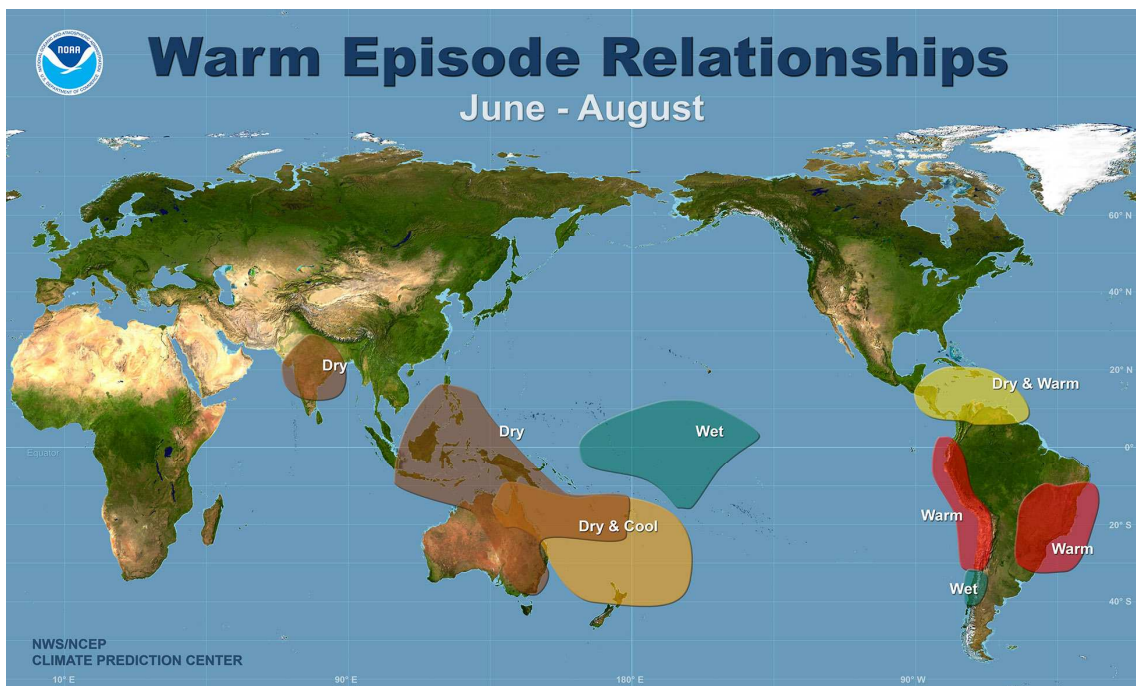 NOAA
Warm Episode Relationships
June - August
60° N
40° N
Dry
20° N
Dry & Warm
Dry
Wet
Equator
0°
Warm
Dry & Cool
20° S
Warm
Wet
40° S
NWS/NCEP
CLIMATE PREDICTION CENTER
10° E
90° E
180° E
90° W